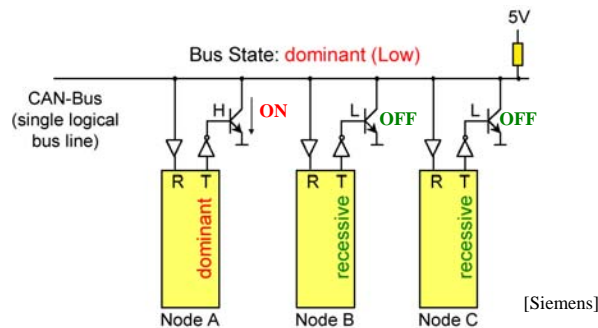 5V
Bus State: dominant (Low)
CAN-Bus
(single logical
bus line)
H
ON
L
OFF
L
OFF
R
T
R
T
R
T
dominant
recessive
recessive
[Siemens]
Node A
Node B
Node C